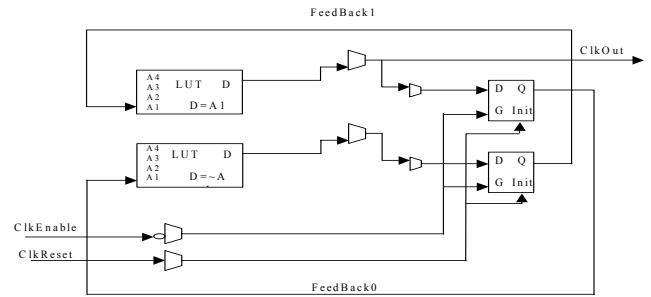 FeedBack1
ClkOut
A4
A3 LUT D
A2
A1 D=A1
D Q
G Init
A4
A3 LUT D
A2
A1 D=~A
D Q
G Init
ClkEnable
ClkReset
FeedBack0